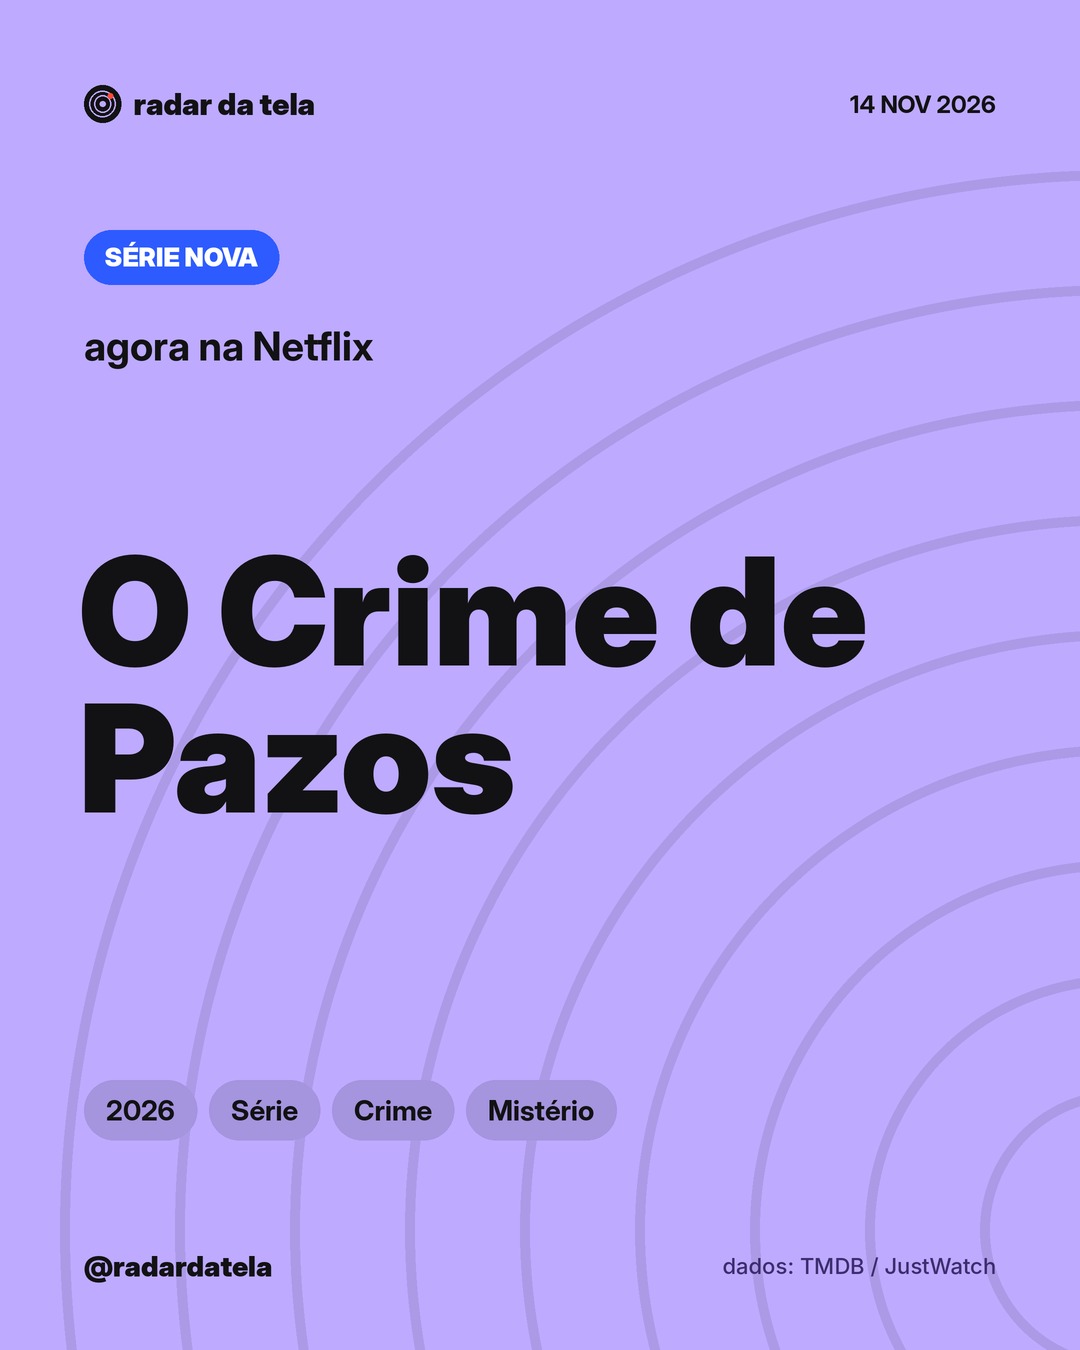 radar da tela
14 NOV 2026
SÉRIE NOVA
agora na Netflix
O Crime de
Pazos
2026
Série
Crime
Mistério
@radardatela
dados: TMDB / JustWatch